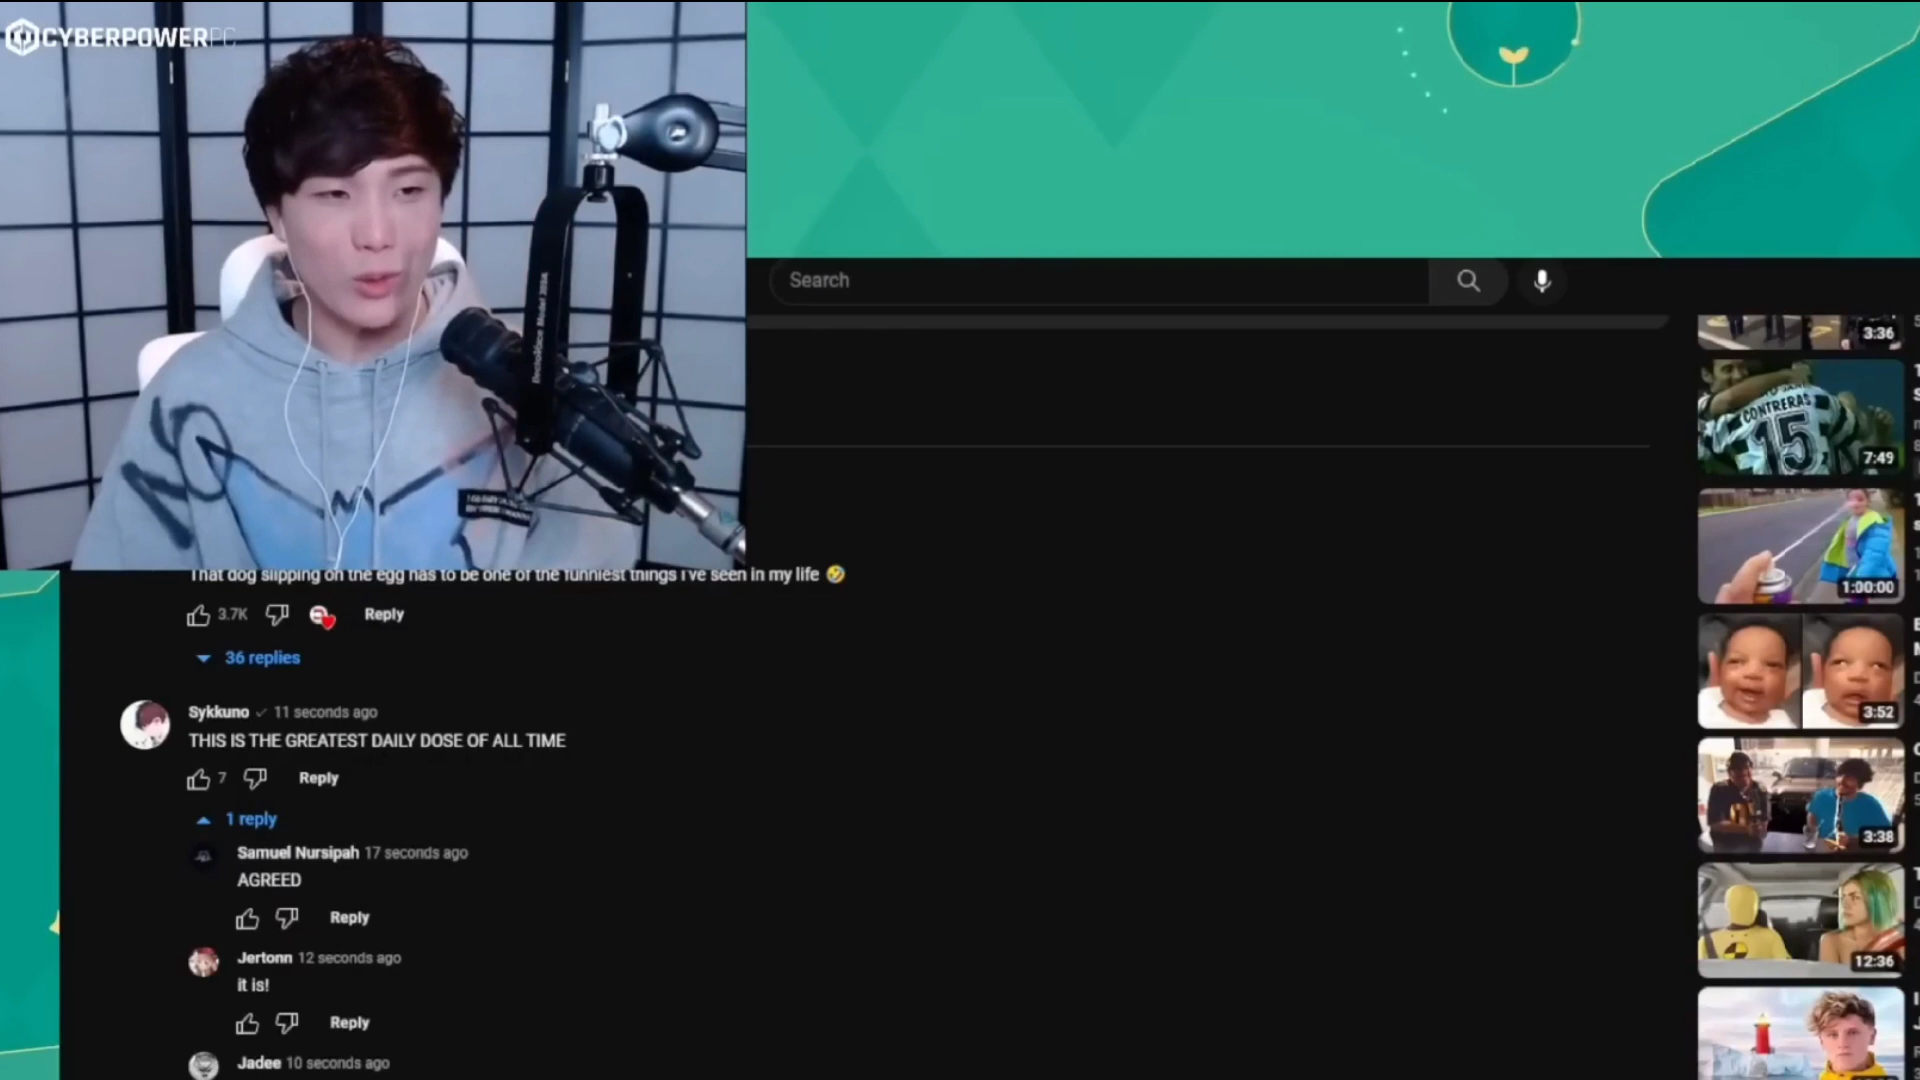 CYBERPOWERPC
Search
3:36
CONTRERAS
15
7:49
1:00:00
3:52
3:38
12:36
That dog slipping on the egg has to be one of the funniest things I've seen in my life 🤣
3.7K
Reply
36 replies
Sykkuno 11 seconds ago
THIS IS THE GREATEST DAILY DOSE OF ALL TIME
7
Reply
1 reply
Samuel Nursipah 17 seconds ago
AGREED
Reply
Jertonn 12 seconds ago
it is!
Reply
Jadee 10 seconds ago